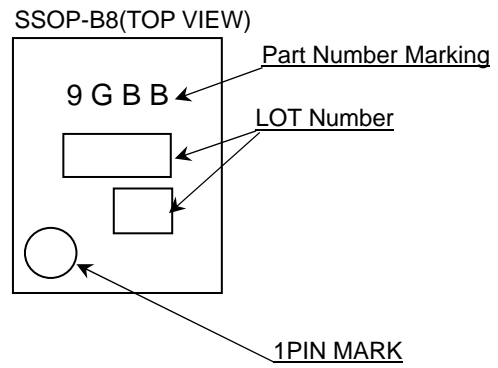 SSOP-B8(TOP VIEW)
Part Number Marking
9 G B B
LOT Number
1PIN MARK